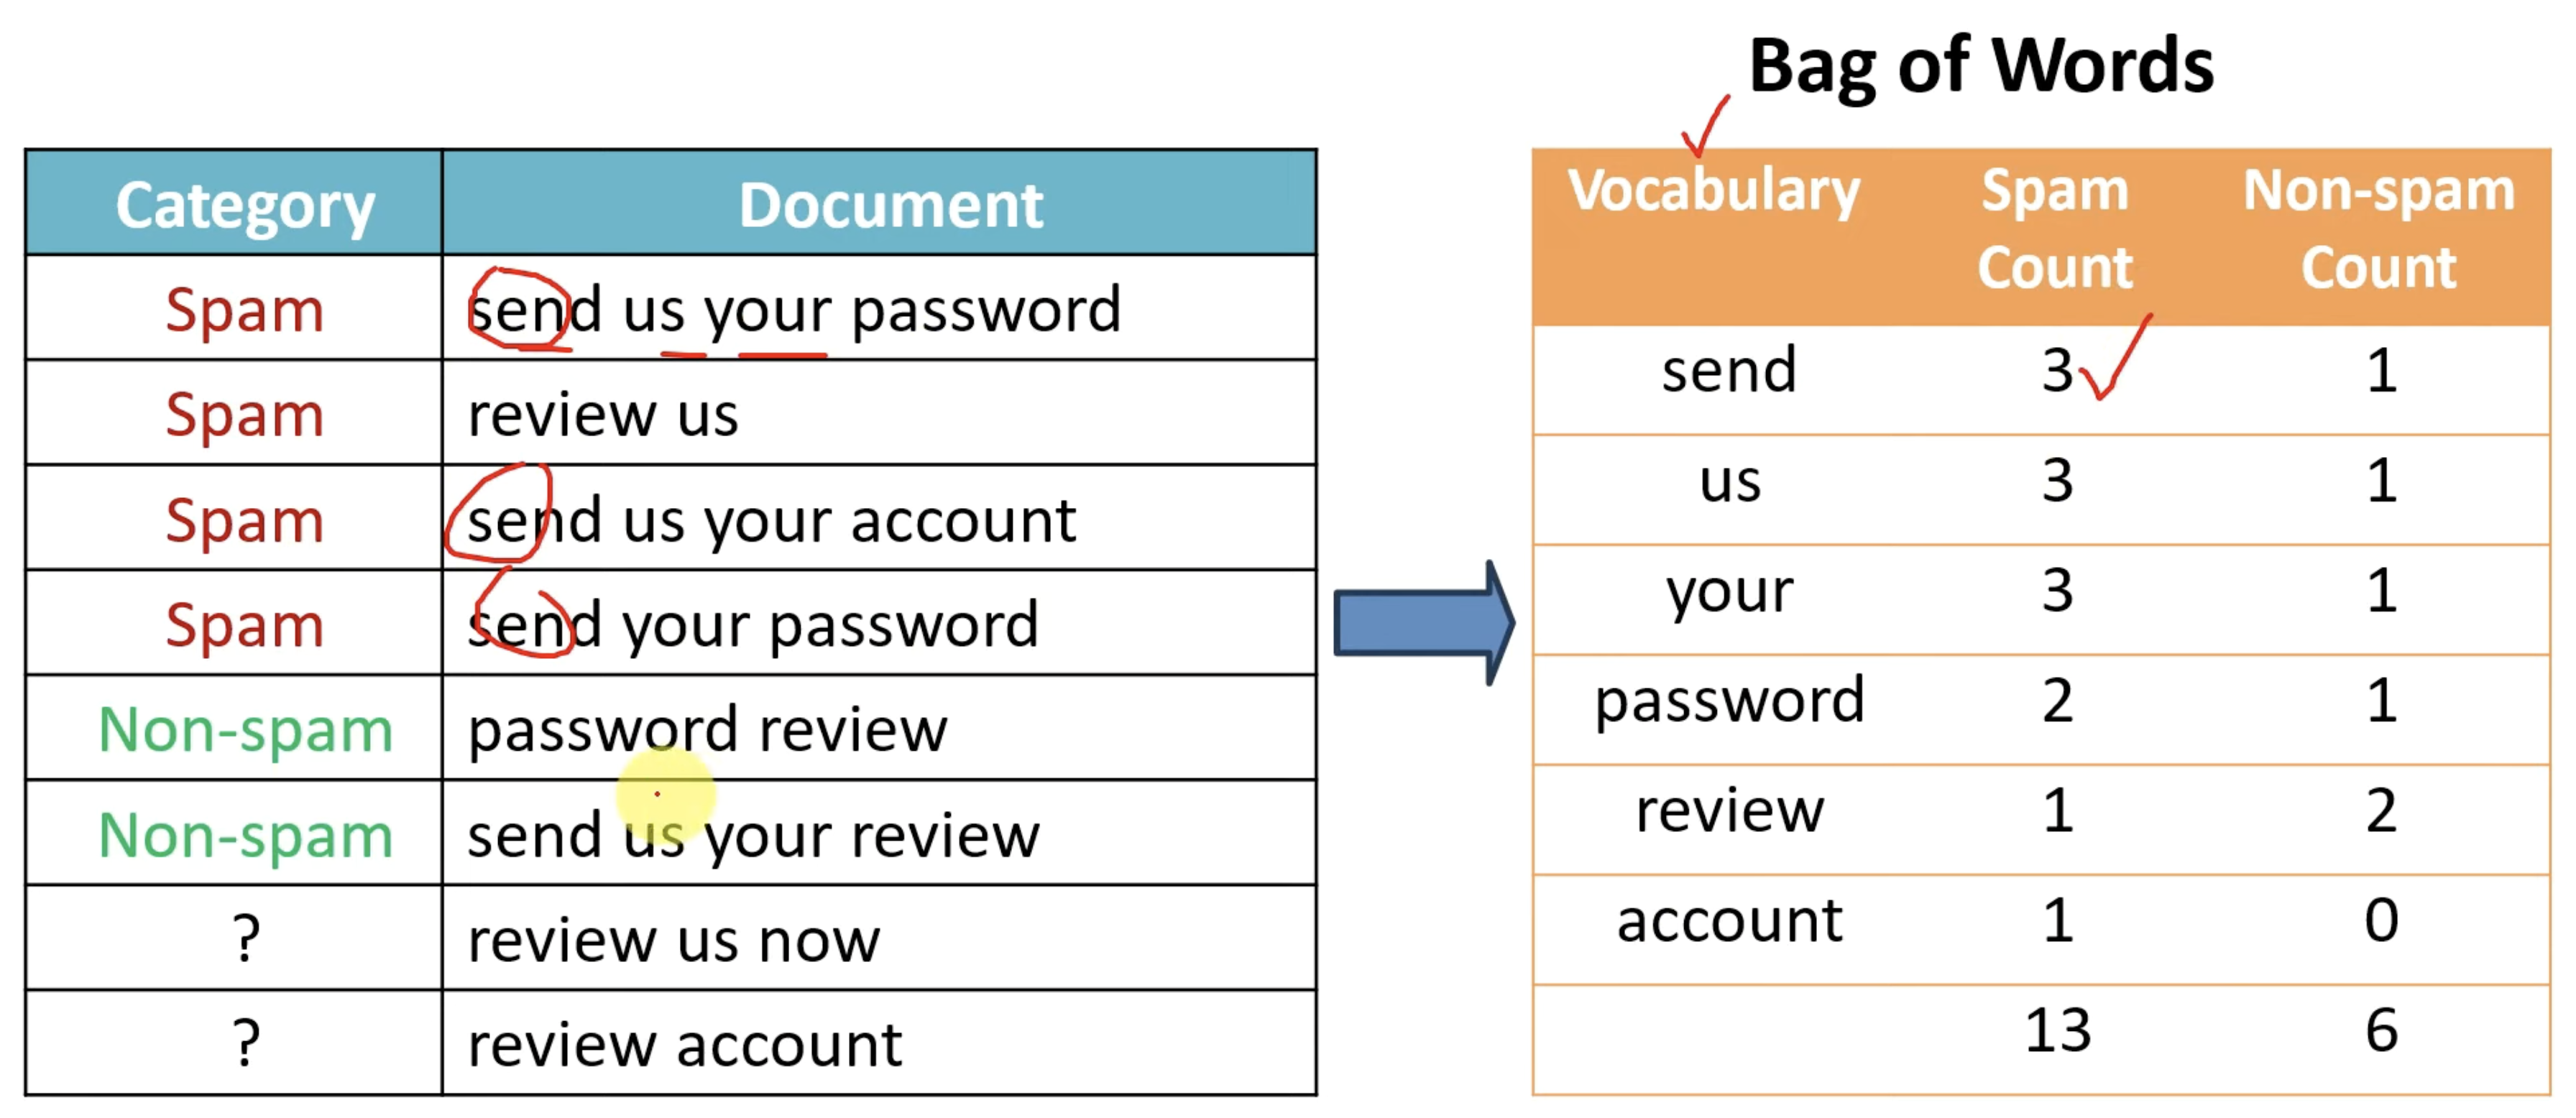 Bag of Words
Category Document
Spam send us your password
Spam review us
Spam send us your account
Spam send your password
Non-spam password review
Non-spam send us your review
? review us now
? review account
Vocabulary Spam Count Non-spam Count
send 3 1
us 3 1
your 3 1
password 2 1
review 1 2
account 1 0
13 6